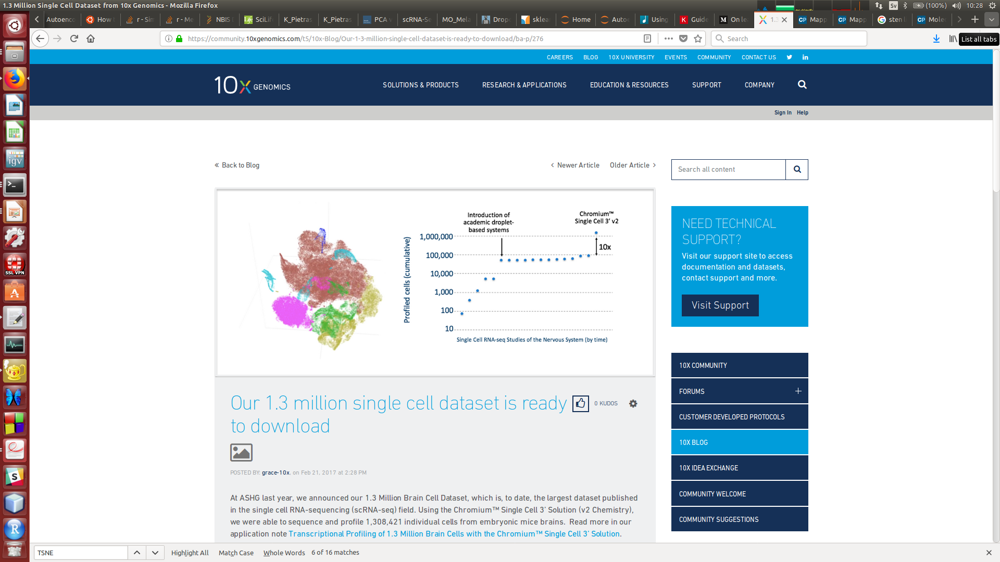 1.3 Million Single Cell Dataset from 10x Genomics - Mozilla Firefox
Sv (100%) 10:28
Autoenco How r - Sim r - Me NBIS SciLife K_Pietras K_Pietras PCA v scRNA-Se MO_Mela Drop sklea Home Autoe Using Guide On le 1.3 Mapp Mapp sten l Molec
https://community.10xgenomics.com/t5/10x-Blog/Our-1-3-million-single-cell-dataset-is-ready-to-download/ba-p/276
Search
List all tabs
CAREERS BLOG 10X UNIVERSITY EVENTS COMMUNITY CONTACT US
10x GENOMICS
SOLUTIONS & PRODUCTS RESEARCH & APPLICATIONS EDUCATION & RESOURCES SUPPORT COMPANY
Sign In Help
« Back to Blog
‹ Newer Article Older Article ›
Search all content
Introduction of
academic droplet-
based systems
Chromium™
Single Cell 3’ v2
Profiled cells (cumulative)
1,000,000
100,000
10,000
1,000
100
10
10x
Single Cell RNA-seq Studies of the Nervous System (by time)
NEED TECHNICAL
SUPPORT?
Visit our support site to access
documentation and datasets,
contact support and more.
Visit Support
10X COMMUNITY
FORUMS
CUSTOMER DEVELOPED PROTOCOLS
10X BLOG
10X IDEA EXCHANGE
COMMUNITY WELCOME
COMMUNITY SUGGESTIONS
Our 1.3 million single cell dataset is ready
to download
0 KUDOS
POSTED BY: grace-10x, on Feb 21, 2017 at 2:28 PM
At ASHG last year, we announced our 1.3 Million Brain Cell Dataset, which is, to date, the largest dataset published
in the single cell RNA-sequencing (scRNA-seq) field. Using the Chromium™ Single Cell 3’ Solution (v2 Chemistry),
we were able to sequence and profile 1,308,421 individual cells from embryonic mice brains. Read more in our
application note Transcriptional Profiling of 1.3 Million Brain Cells with the Chromium™ Single Cell 3’ Solution.
TSNE
Highlight All Match Case Whole Words 6 of 16 matches
igv
SSL VPN